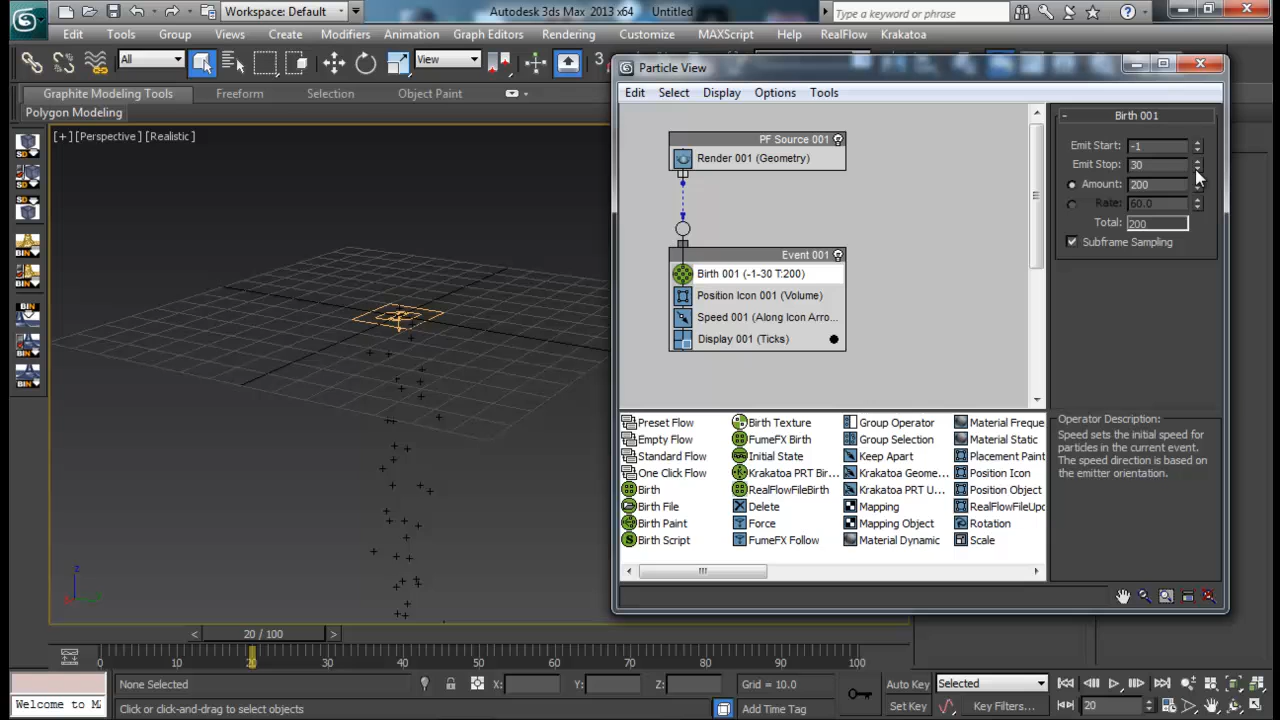 Workspace: Default
Autodesk 3ds Max 2013 x64
Untitled
Type a keyword or phrase
Edit
Tools
Group
Views
Create
Modifiers
Animation
Graph Editors
Rendering
Customize
MAXScript
Help
RealFlow
Krakatoa
All
View
3
Graphite Modeling Tools
Freeform
Selection
Object Paint
Polygon Modeling
[+] [Perspective] [Realistic]
BIN
BIN
BIN
BIN
BIN
z
Particle View
Edit
Select
Display
Options
Tools
PF Source 001
Render 001 (Geometry)
Event 001
Birth 001 (-1-30 T:200)
Position Icon 001 (Volume)
Speed 001 (Along Icon Arro...
Display 001 (Ticks)
Birth 001
Emit Start: -1
Emit Stop: 30
Amount: 200
Rate: 60.0
Total: 200
Subframe Sampling
Preset Flow
Empty Flow
Standard Flow
One Click Flow
Birth
Birth File
Birth Paint
Birth Script
Birth Texture
FumeFX Birth
Initial State
Krakatoa PRT Bir...
RealFlowFileBirth
Delete
Force
FumeFX Follow
Group Operator
Group Selection
Keep Apart
Krakatoa Geome...
Krakatoa PRT U...
Mapping
Mapping Object
Material Dynamic
Material Freque
Material Static
Placement Paint
Position Icon
Position Object
RealFlowFileUpd
Rotation
Scale
Operator Description:
Speed sets the initial speed for
particles in the current event.
The speed direction is based on
the emitter orientation.
20 / 100
0 10 20 30 40 50 60 70 80 90 100
None Selected
X:
Y:
Z:
Grid = 10.0
Auto Key
Selected
Welcome to M
Click or click-and-drag to select objects
Add Time Tag
Set Key
Key Filters...
20